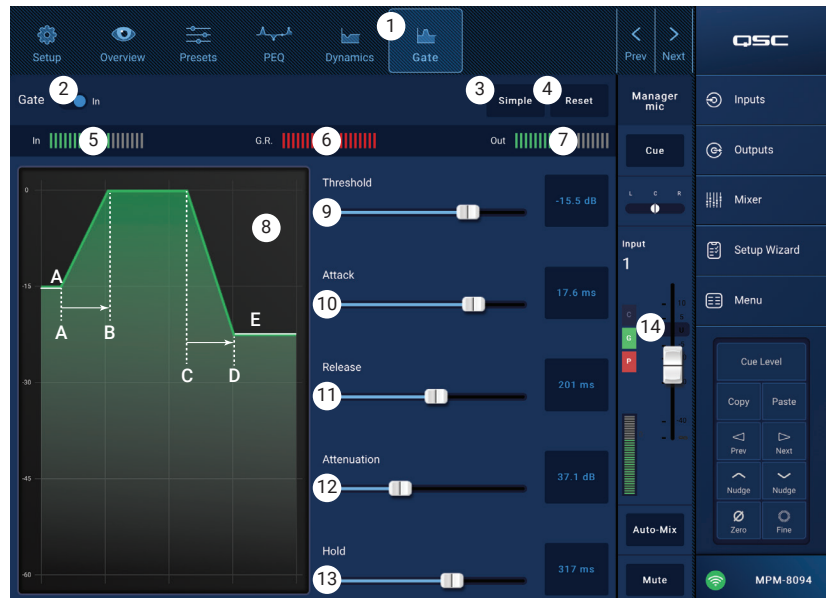 1
Setup
Overview
Presets
PEQ
Dynamics
Gate
Prev
Next
QSC
Gate
2
In
3
Simple
4
Reset
Manager
mic
Inputs
In
5
G.R.
6
Out
7
Cue
Outputs
0
-15
-30
-45
-60
8
A
A
B
C
D
E
Threshold
9
-15.5 dB
Attack
10
17.6 ms
Release
11
201 ms
Attenuation
12
37.1 dB
Hold
13
317 ms
L C R
Input
1
10
5
U
C
G
P
14
-40
Auto-Mix
Mute
Mixer
Setup Wizard
Menu
Cue Level
Copy
Paste
Prev
Next
Nudge
Nudge
Zero
Fine
MPM-8094